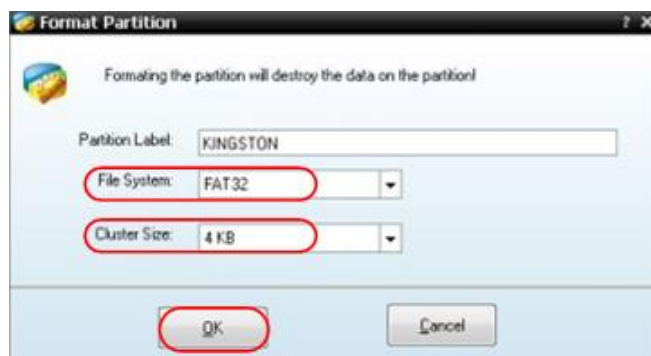 Format Partition
Formating the partition will destroy the data on the partition!
Partition Label: KINGSTON
File System: FAT32
Cluster Size: 4 KB
OK Cancel